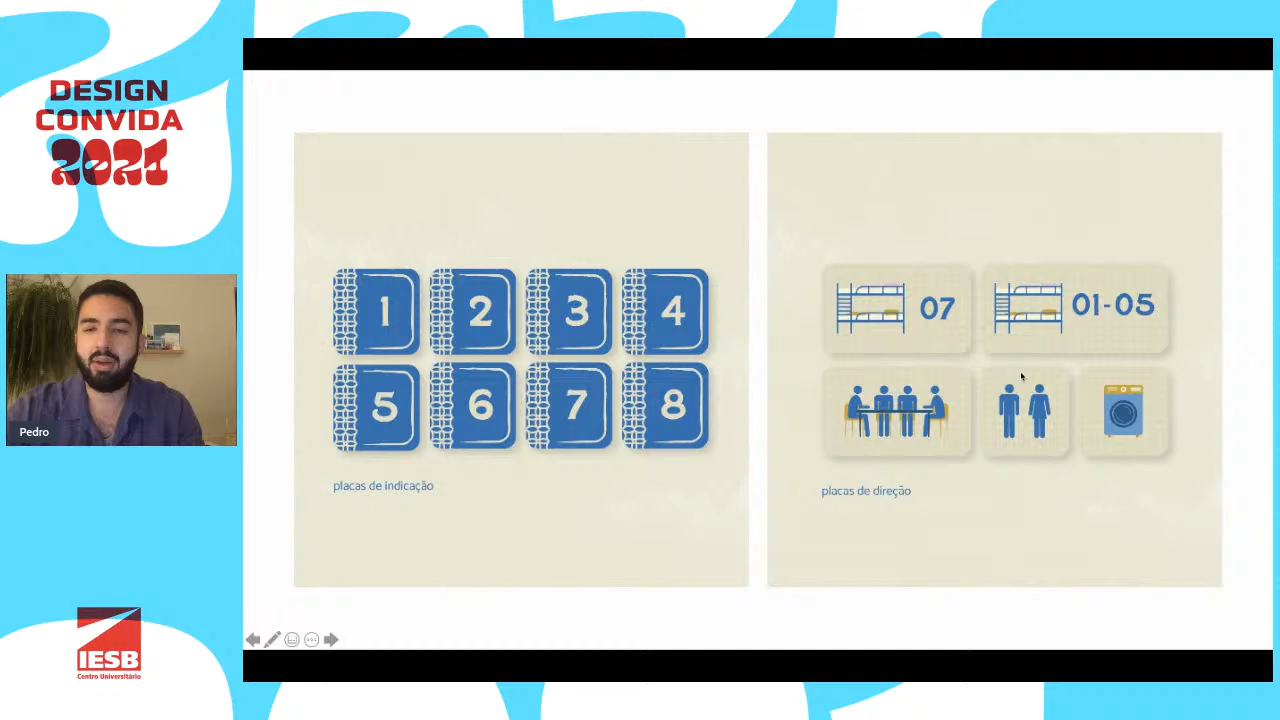 DESIGN
CONVIDA
2021
Pedro
IESB
Centro Universitário
1 2 3 4
5 6 7 8
placas de indicação
07 01-05
placas de direção